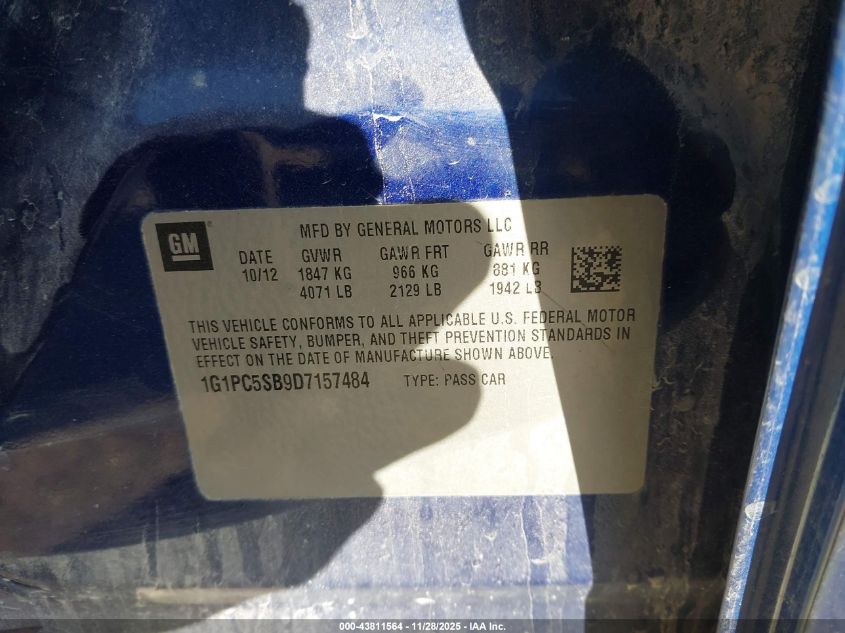 GM
MFD BY GENERAL MOTORS LLC
DATE GVWR GAWR FRT GAWR RR
10/12 1847 KG 966 KG 881 KG
4071 LB 2129 LB 1942 LB
THIS VEHICLE CONFORMS TO ALL APPLICABLE U.S. FEDERAL MOTOR
VEHICLE SAFETY, BUMPER, AND THEFT PREVENTION STANDARDS IN
EFFECT ON THE DATE OF MANUFACTURE SHOWN ABOVE.
1G1PC5SB9D7157484 TYPE: PASS CAR
000-43811564 | 11/28/2025 | IAA Inc.